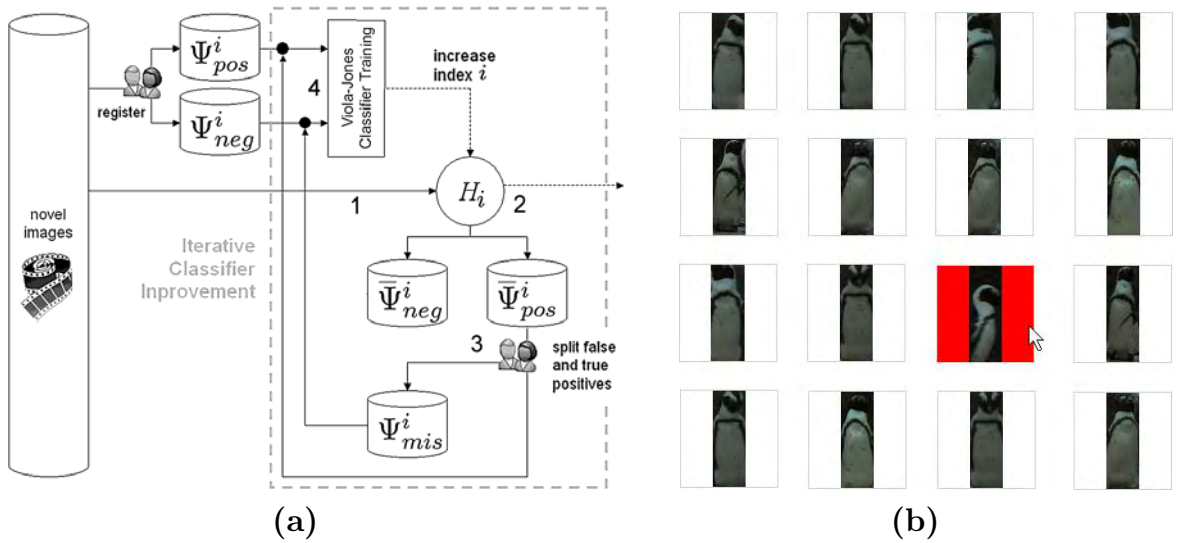 Ψ^i_pos
Ψ^i_neg
register
4
Viola-Jones
Classifier Training
increase
index i
novel
images
1
H_i
2
Iterative
Classifier
Inprovement
Ψ̅^i_neg
Ψ̅^i_pos
3
split false
and true
positives
Ψ^i_mis
(a)
(b)